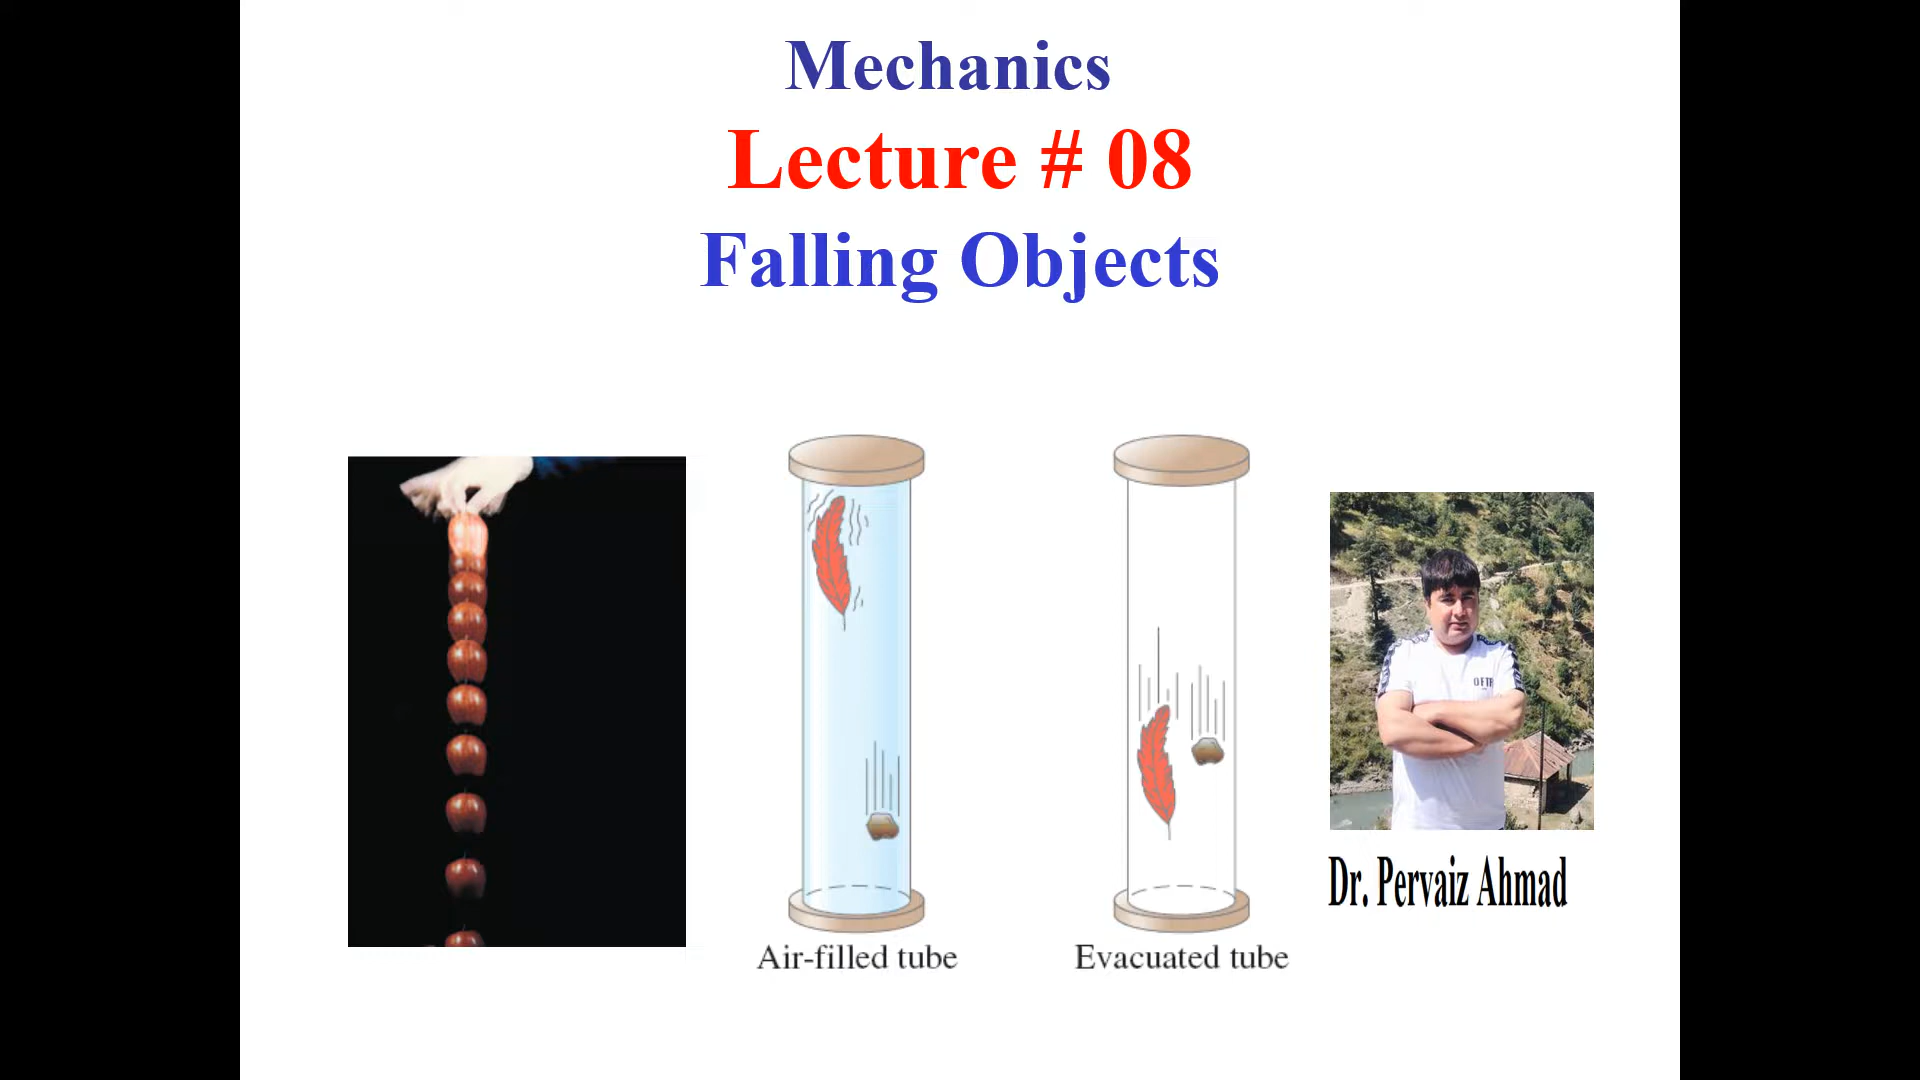 Mechanics
Lecture # 08
Falling Objects
Air-filled tube
Evacuated tube
Dr. Pervaiz Ahmad